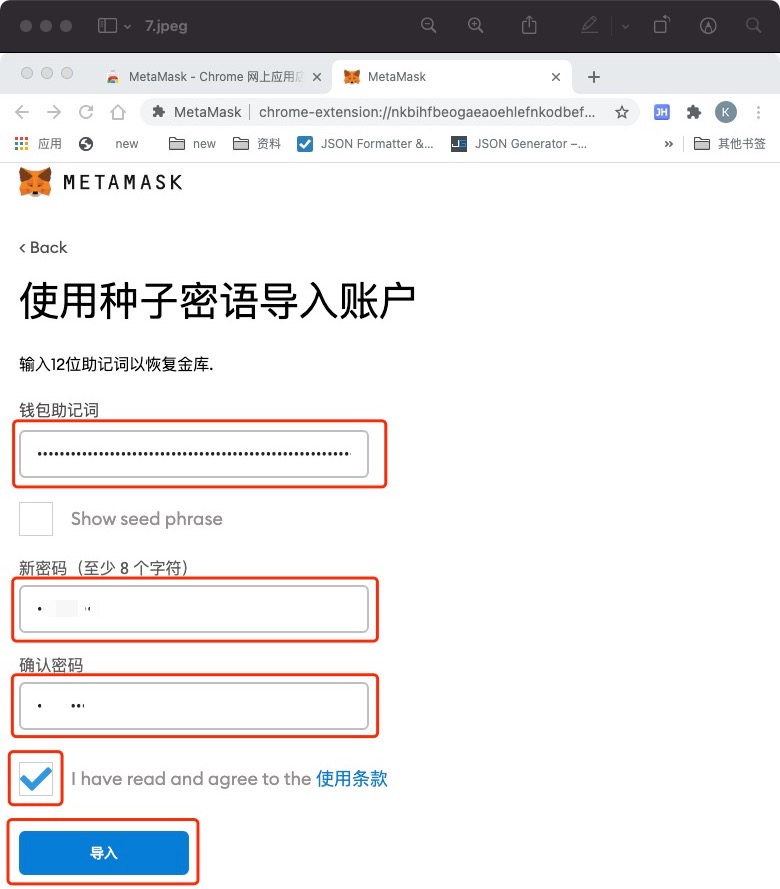 7.jpeg
MetaMask - Chrome 网上应用店
MetaMask
MetaMask
chrome-extension://nkbihfbeogaeaoehlefnkodbef...
JH
K
应用
new
new
资料
JSON Formatter &...
JSON Generator –...
»
其他书签
METAMASK
< Back
使用种子密语导入账户
输入12位助记词以恢复金库.
钱包助记词
Show seed phrase
新密码（至少 8 个字符）
确认密码
I have read and agree to the 使用条款
导入